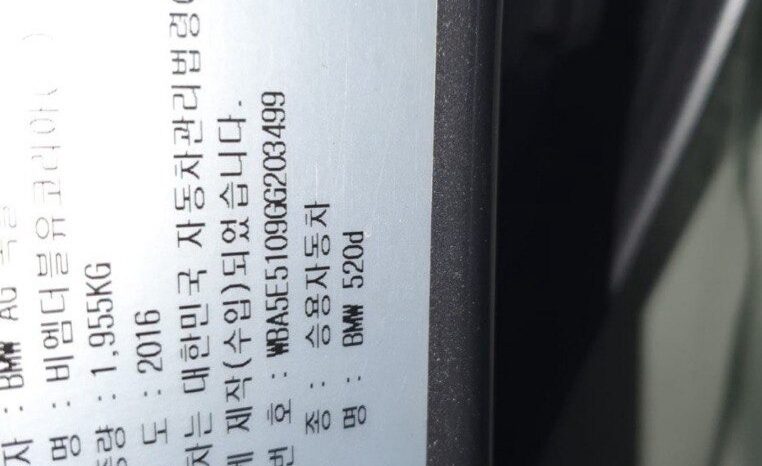 자 : BMW AG
명 : 비엠더블유코리아(
중량 : 1,955KG
도 : 2016
차는 대한민국 자동차관리법령
제작(수입)되었습니다.
번 호 : WBA5E5109GG203499
종 : 승용자동차
명 : BMW 520d